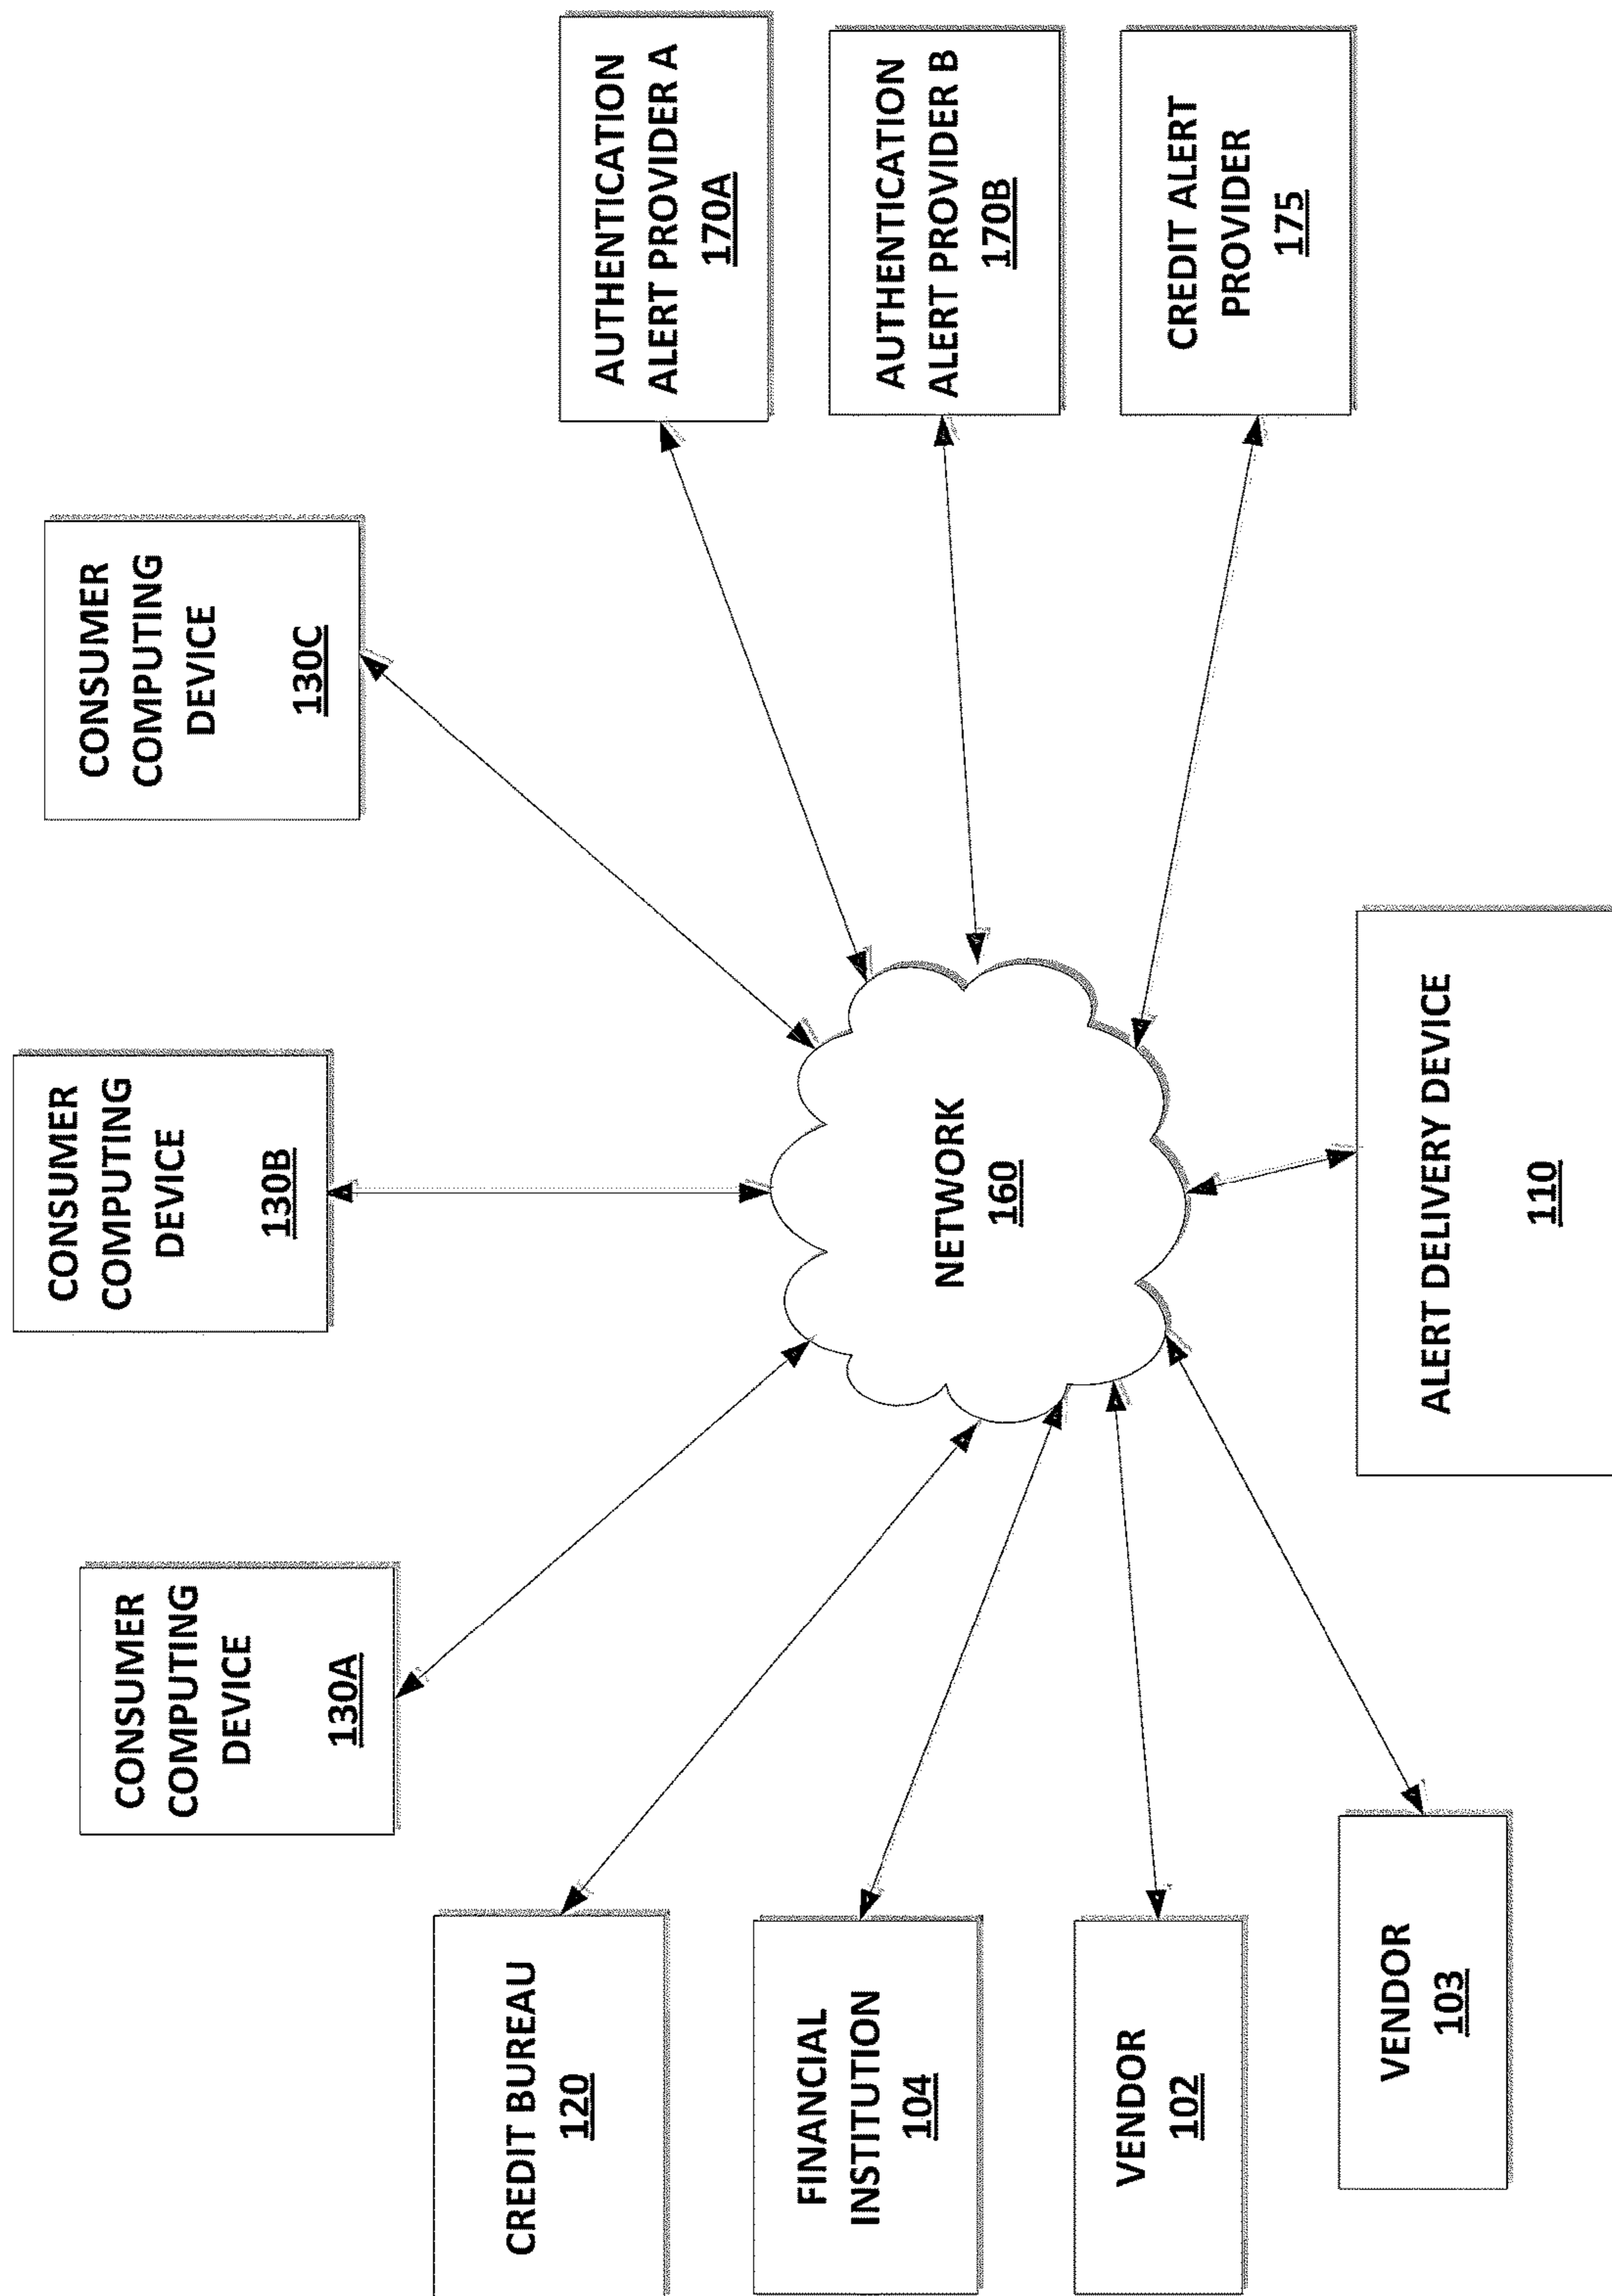 CONSUMER
COMPUTING
DEVICE
130A
CONSUMER
COMPUTING
DEVICE
130B
CONSUMER
COMPUTING
DEVICE
130C
CREDIT BUREAU
120
FINANCIAL
INSTITUTION
104
VENDOR
102
VENDOR
103
NETWORK
160
AUTHENTICATION
ALERT PROVIDER A
170A
AUTHENTICATION
ALERT PROVIDER B
170B
CREDIT ALERT
PROVIDER
175
ALERT DELIVERY DEVICE
110